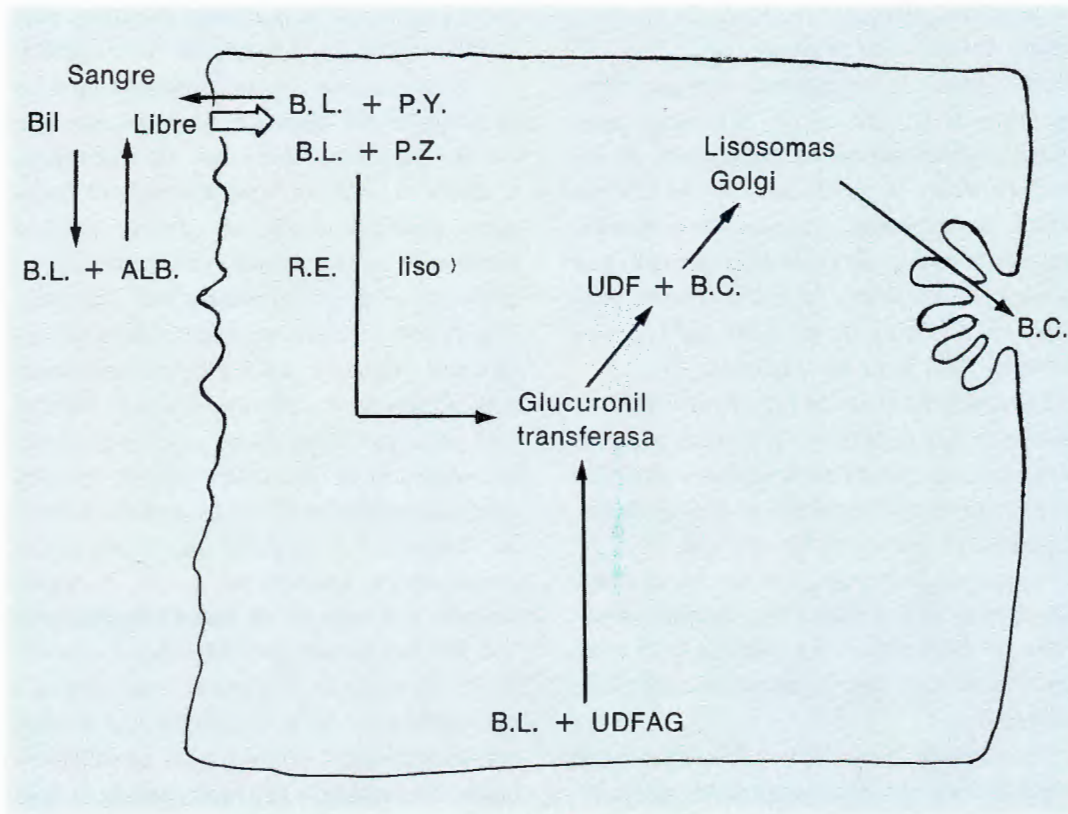 Sangre
Bil Libre
B.L. + ALB.
B. L. + P.Y.
B.L. + P.Z.
R.E. liso
Lisosomas
Golgi
UDF + B.C.
B.C.
Glucuronil
transferasa
B.L. + UDFAG